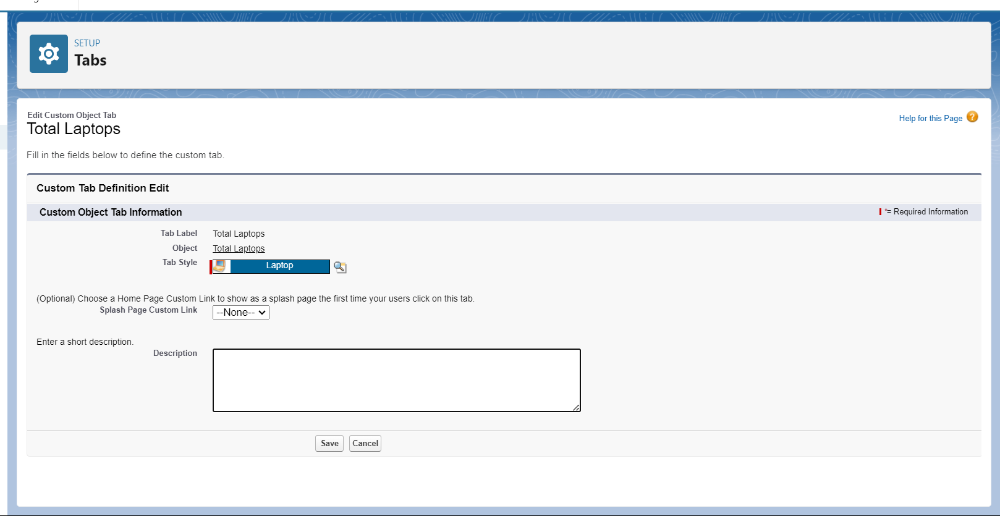 SETUP
Tabs
Edit Custom Object Tab
Total Laptops
Help for this Page ?
Fill in the fields below to define the custom tab.
Custom Tab Definition Edit
Custom Object Tab Information
*= Required Information
Tab Label Total Laptops
Object Total Laptops
Tab Style Laptop
(Optional) Choose a Home Page Custom Link to show as a splash page the first time your users click on this tab.
Splash Page Custom Link --None--
Enter a short description.
Description
Save Cancel